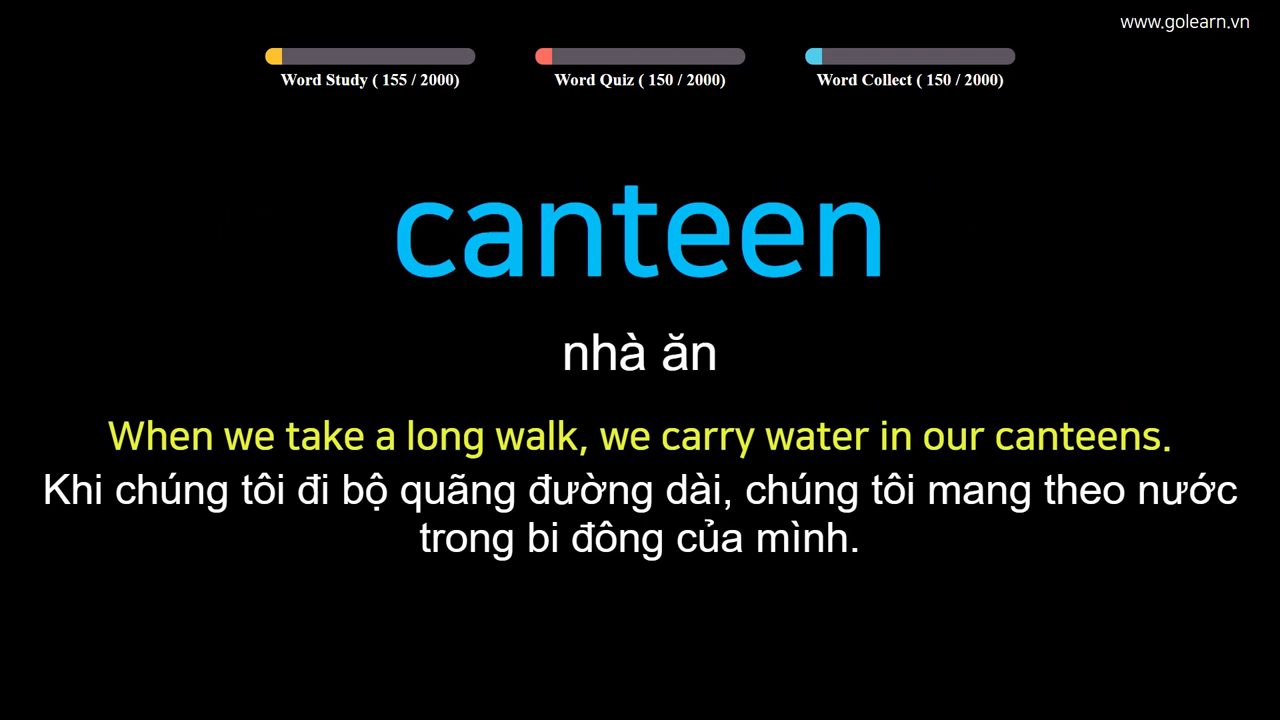 www.golearn.vn
Word Study ( 155 / 2000)
Word Quiz ( 150 / 2000)
Word Collect ( 150 / 2000)
canteen
nhà ăn
When we take a long walk, we carry water in our canteens.
Khi chúng tôi đi bộ quãng đường dài, chúng tôi mang theo nước
trong bi đông của mình.